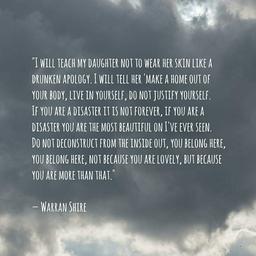 "I will teach my daughter not to wear her skin like a
drunken apology. I will tell her 'make a home out of
your body, live in yourself, do not justify yourself.
If you are a disaster it is not forever, if you are a
disaster you are the most beautiful on I've ever seen.
Do not deconstruct from the inside out, you belong here,
you belong here, not because you are lovely, but because
you are more than that."
– Warran Shire